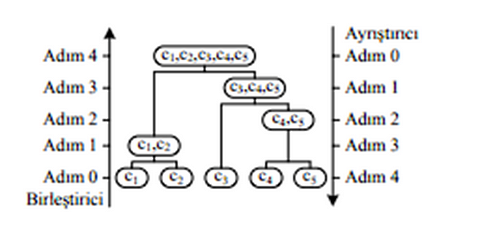 Ayrıştırıcı
Adım 4 c₁,c₂,c₃,c₄,c₅ Adım 0
Adım 3 c₃,c₄,c₅ Adım 1
Adım 2 c₄,c₅ Adım 2
Adım 1 c₁,c₂ Adım 3
Adım 0 c₁ c₂ c₃ c₄ c₅ Adım 4
Birleştirici